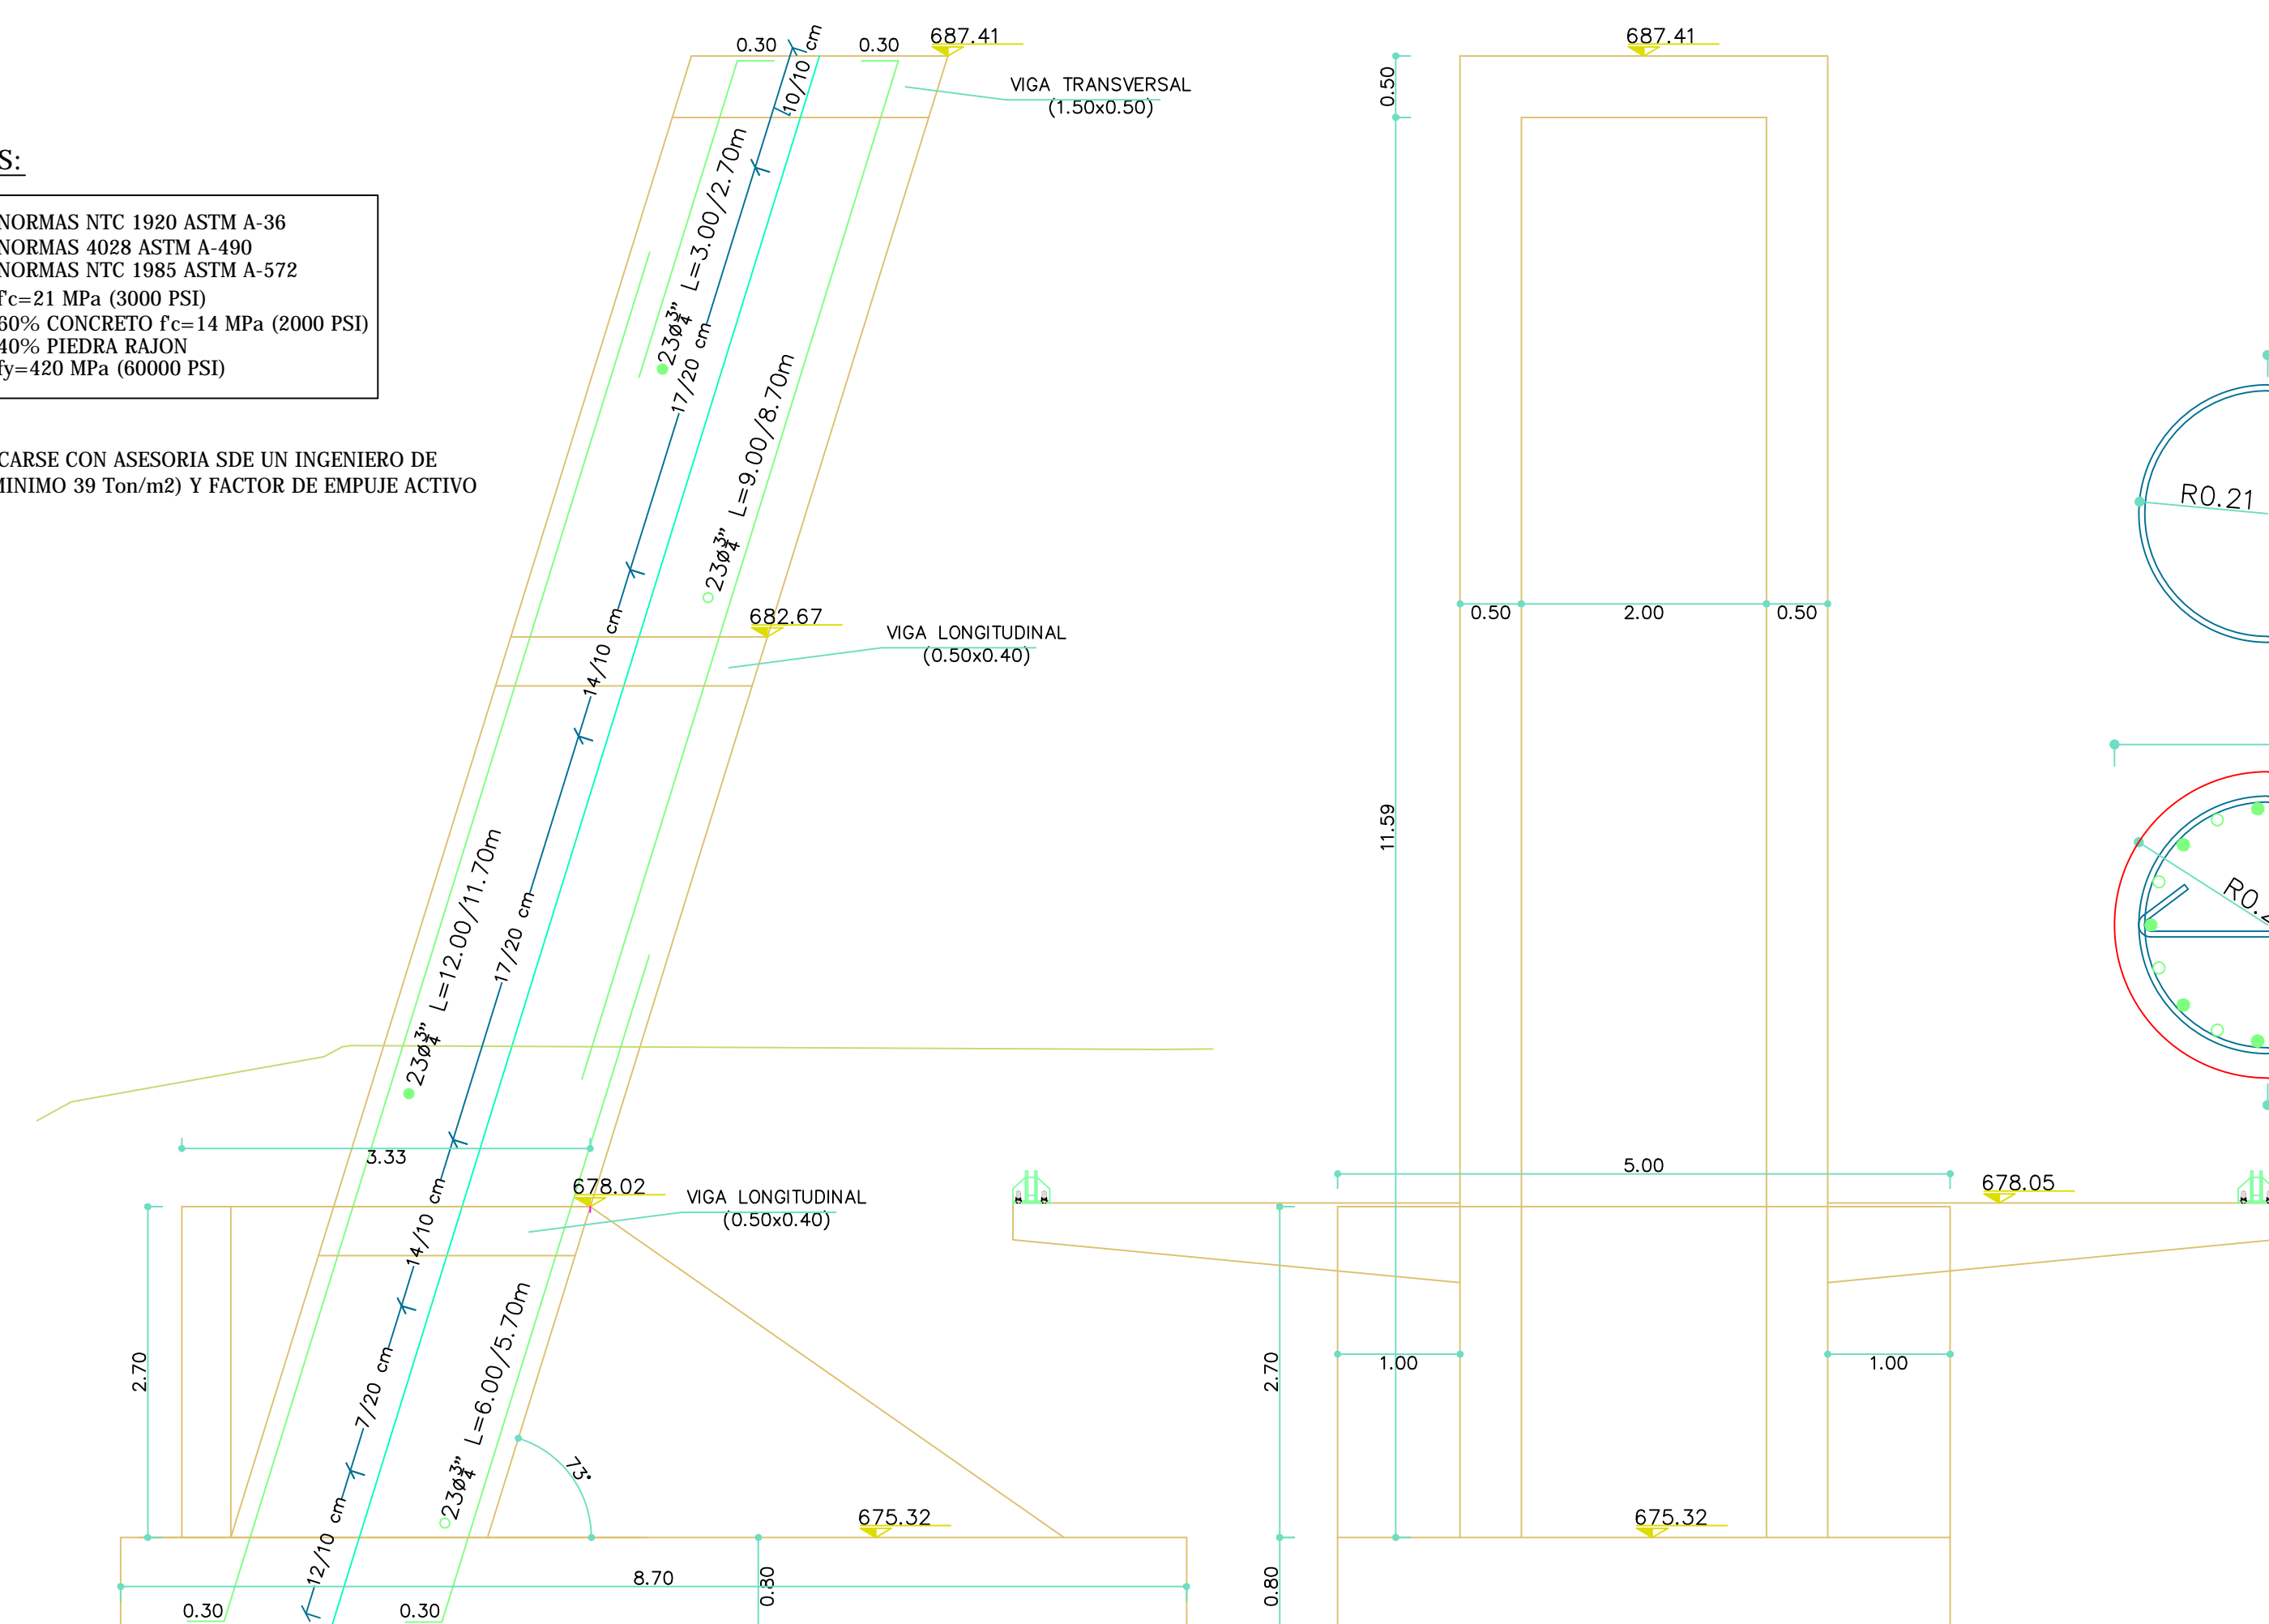 S:
NORMAS NTC 1920 ASTM A-36
NORMAS 4028 ASTM A-490
NORMAS NTC 1985 ASTM A-572
f'c=21 MPa (3000 PSI)
60% CONCRETO f'c=14 MPa (2000 PSI)
40% PIEDRA RAJON
fy=420 MPa (60000 PSI)
CARSE CON ASESORIA SDE UN INGENIERO DE
MINIMO 39 Ton/m2) Y FACTOR DE EMPUJE ACTIVO
0.30
10/10 cm
0.30
687.41
VIGA TRANSVERSAL
(1.50x0.50)
23ø3/4" L=3.00/2.70m
17/20 cm
23ø3/4" L=9.00/8.70m
682.67
VIGA LONGITUDINAL
(0.50x0.40)
14/10 cm
23ø3/4" L=12.00/11.70m
17/20 cm
3.33
678.02
VIGA LONGITUDINAL
(0.50x0.40)
14/10 cm
2.70
7/20 cm
23ø3/4" L=6.00/5.70m
73°
675.32
12/10 cm
8.70
0.80
0.30
0.30
687.41
0.50
0.50
2.00
0.50
11.59
5.00
678.05
1.00
1.00
2.70
675.32
0.80
R0.21
R0.2